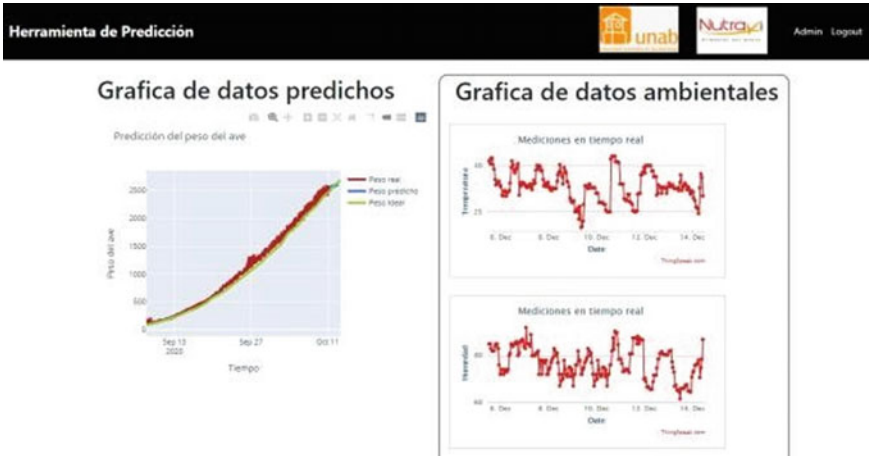 Herramienta de Predicción
unab
Nutravi
Admin Logout
Grafica de datos predichos
Predicción del peso del ave
Peso real
Peso predicho
Peso ideal
Peso del ave
2500
2000
1500
1000
500
0
Sep 13
2020
Sep 27
Oct 11
Tiempo
Grafica de datos ambientales
Mediciones en tiempo real
Temperatura
25
6. Dec
8. Dec
10. Dec
12. Dec
14. Dec
Date
ThingSpeak.com
Mediciones en tiempo real
Humedad
60
6. Dec
8. Dec
10. Dec
12. Dec
14. Dec
Date
ThingSpeak.com